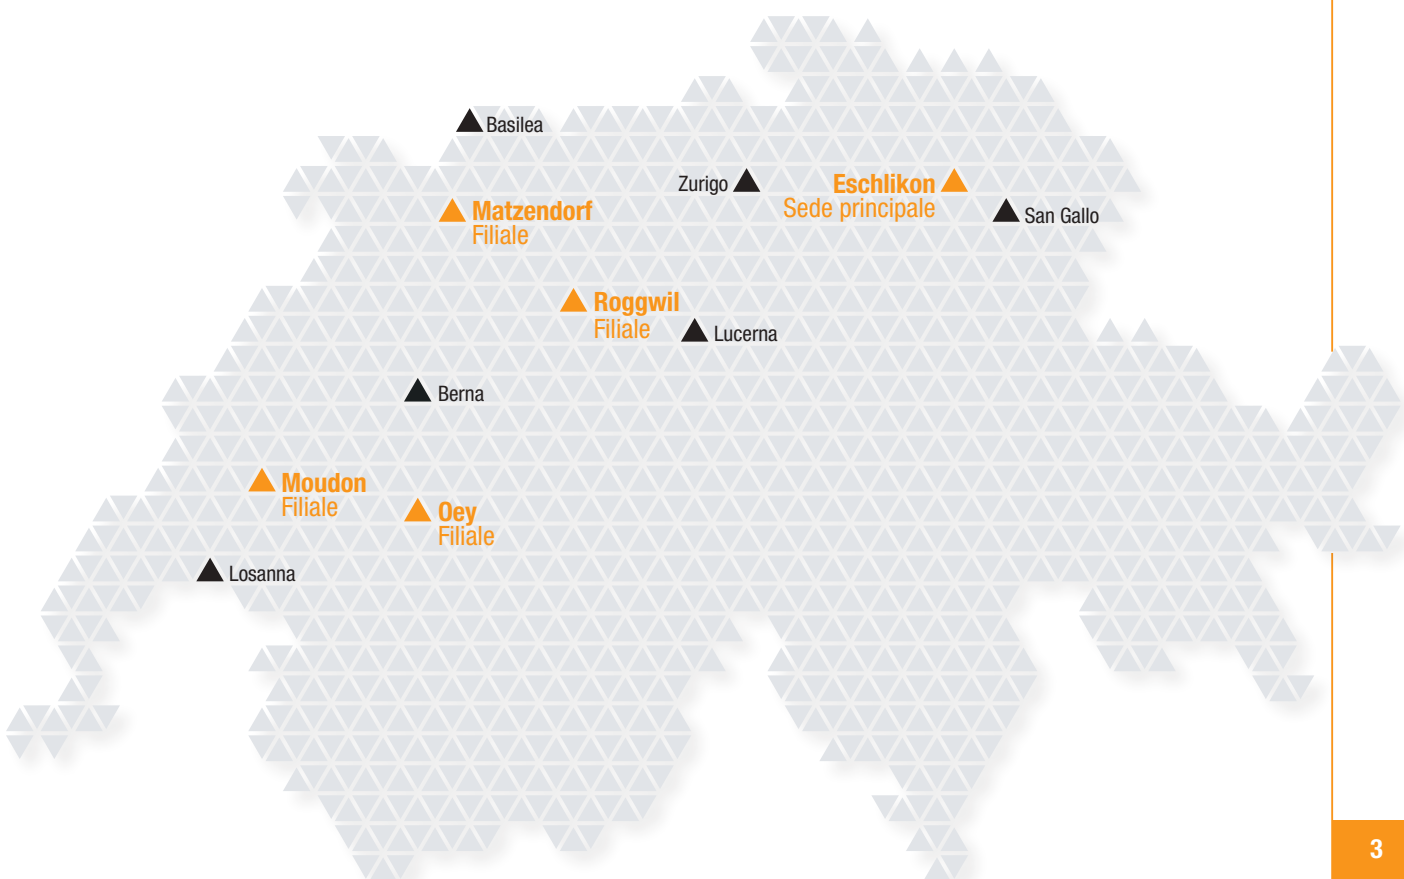 Basilea
Zurigo
Eschlikon
Sede principale
Matzendorf
Filiale
San Gallo
Roggwil
Filiale
Lucerna
Berna
Moudon
Filiale
Oey
Filiale
Losanna
3